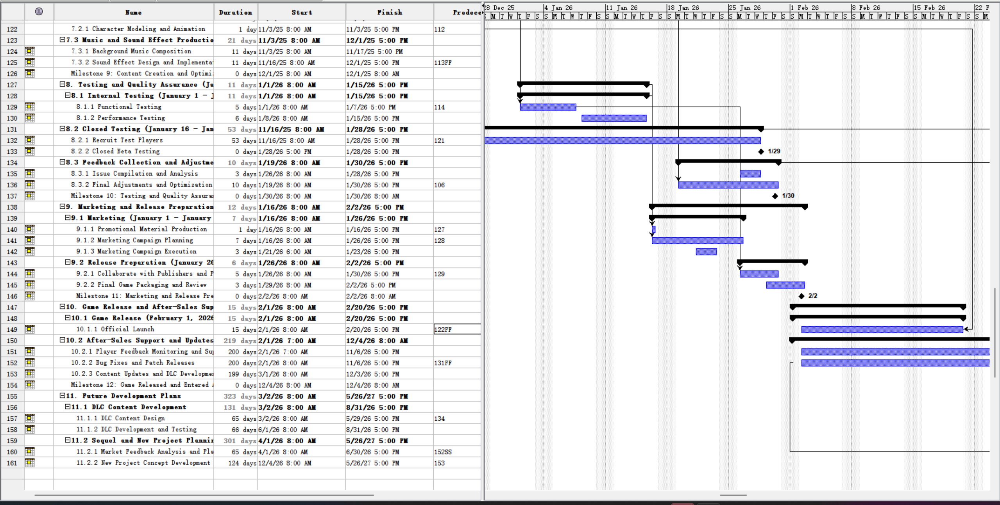 Name Duration Start Finish Predece
122 7.2.1 Character Modeling and Animation 1 day 11/3/25 8:00 AM 11/3/25 5:00 PM 112
123 7.3 Music and Sound Effect Productio 21 days 11/3/25 8:00 AM 12/1/25 5:00 PM
124 7.3.1 Background Music Composition 11 days 11/3/25 8:00 AM 11/17/25 5:00 PM
125 7.3.2 Sound Effect Design and Implementa 11 days 11/16/25 8:00 AM 12/1/25 5:00 PM 113FF
126 Milestone 9: Content Creation and Optimi 0 days 12/1/25 8:00 AM 12/1/25 8:00 AM
127 8. Testing and Quality Assurance (Ja 11 days 1/1/26 8:00 AM 1/15/26 5:00 PM
128 8.1 Internal Testing (January 1 - J 11 days 1/1/26 8:00 AM 1/15/26 5:00 PM
129 8.1.1 Functional Testing 5 days 1/1/26 8:00 AM 1/7/26 5:00 PM 114
130 8.1.2 Performance Testing 6 days 1/8/26 8:00 AM 1/15/26 5:00 PM
131 8.2 Closed Testing (January 16 - Jan 53 days 11/16/25 8:00 AM 1/28/26 5:00 PM
132 8.2.1 Recruit Test Players 53 days 11/16/25 8:00 AM 1/28/26 5:00 PM 121
133 8.2.2 Closed Beta Testing 0 days 1/28/26 5:00 PM 1/28/26 5:00 PM
134 8.3 Feedback Collection and Adjustme 10 days 1/19/26 8:00 AM 1/30/26 5:00 PM
135 8.3.1 Issue Compilation and Analysis 3 days 1/26/26 8:00 AM 1/28/26 5:00 PM
136 8.3.2 Final Adjustments and Optimization 10 days 1/19/26 8:00 AM 1/30/26 5:00 PM 106
137 Milestone 10: Testing and Quality Assura 0 days 1/30/26 8:00 AM 1/30/26 8:00 AM
138 9. Marketing and Release Preparation 12 days 1/16/26 8:00 AM 2/2/26 5:00 PM
139 9.1 Marketing (January 1 - January 7 days 1/16/26 8:00 AM 1/26/26 5:00 PM
140 9.1.1 Promotional Material Production 1 day 1/16/26 8:00 AM 1/16/26 5:00 PM 127
141 9.1.2 Marketing Campaign Planning 7 days 1/16/26 8:00 AM 1/26/26 5:00 PM 128
142 9.1.3 Marketing Campaign Execution 3 days 1/21/26 6:00 AM 1/23/26 5:00 PM
143 9.2 Release Preparation (January 26 6 days 1/26/26 8:00 AM 2/2/26 5:00 PM
144 9.2.1 Collaborate with Publishers and P 5 days 1/26/26 8:00 AM 1/30/26 5:00 PM 129
145 9.2.2 Final Game Packaging and Review 3 days 1/29/26 8:00 AM 2/2/26 5:00 PM
146 Milestone 11: Marketing and Release Pre 0 days 2/2/26 8:00 AM 2/2/26 8:00 AM
147 10. Game Release and After-Sales Sup 15 days 2/1/26 8:00 AM 2/20/26 5:00 PM
148 10.1 Game Release (February 1, 2026 15 days 2/1/26 8:00 AM 2/20/26 5:00 PM
149 10.1.1 Official Launch 15 days 2/1/26 8:00 AM 2/20/26 5:00 PM 122FF
150 10.2 After-Sales Support and Updates 219 days 2/1/26 7:00 AM 12/4/26 8:00 AM
151 10.2.1 Player Feedback Monitoring and Su 200 days 2/1/26 7:00 AM 11/6/26 5:00 PM
152 10.2.2 Bug Fixes and Patch Releases 200 days 2/1/26 8:00 AM 11/6/26 5:00 PM 131FF
153 10.2.3 Content Updates and DLC Developme 199 days 3/1/26 8:00 AM 12/3/26 5:00 PM
154 Milestone 12: Game Released and Entered 0 days 12/4/26 8:00 AM 12/4/26 8:00 AM
155 11. Future Development Plans 323 days 3/2/26 8:00 AM 5/26/27 5:00 PM
156 11.1 DLC Content Development 131 days 3/2/26 8:00 AM 8/31/26 5:00 PM
157 11.1.1 DLC Content Design 65 days 3/2/26 8:00 AM 5/29/26 5:00 PM 134
158 11.1.2 DLC Development and Testing 66 days 6/1/26 8:00 AM 8/31/26 5:00 PM
159 11.2 Sequel and New Project Plannin 301 days 4/1/26 8:00 AM 5/26/27 5:00 PM
160 11.2.1 Market Feedback Analysis and Pla 65 days 4/1/26 8:00 AM 6/30/26 5:00 PM 152SS
161 11.2.2 New Project Concept Development 124 days 12/4/26 8:00 AM 5/26/27 5:00 PM 153
28 Dec 25 4 Jan 26 11 Jan 26 18 Jan 26 25 Jan 26 1 Feb 26 8 Feb 26 15 Feb 26 22 F
S M T W T F S S M T W T F S S M T W T F S S M T W T F S S M T W T F S S M T W T F S S M T W T F S S M T W T F S S M
1/29
1/30
2/2